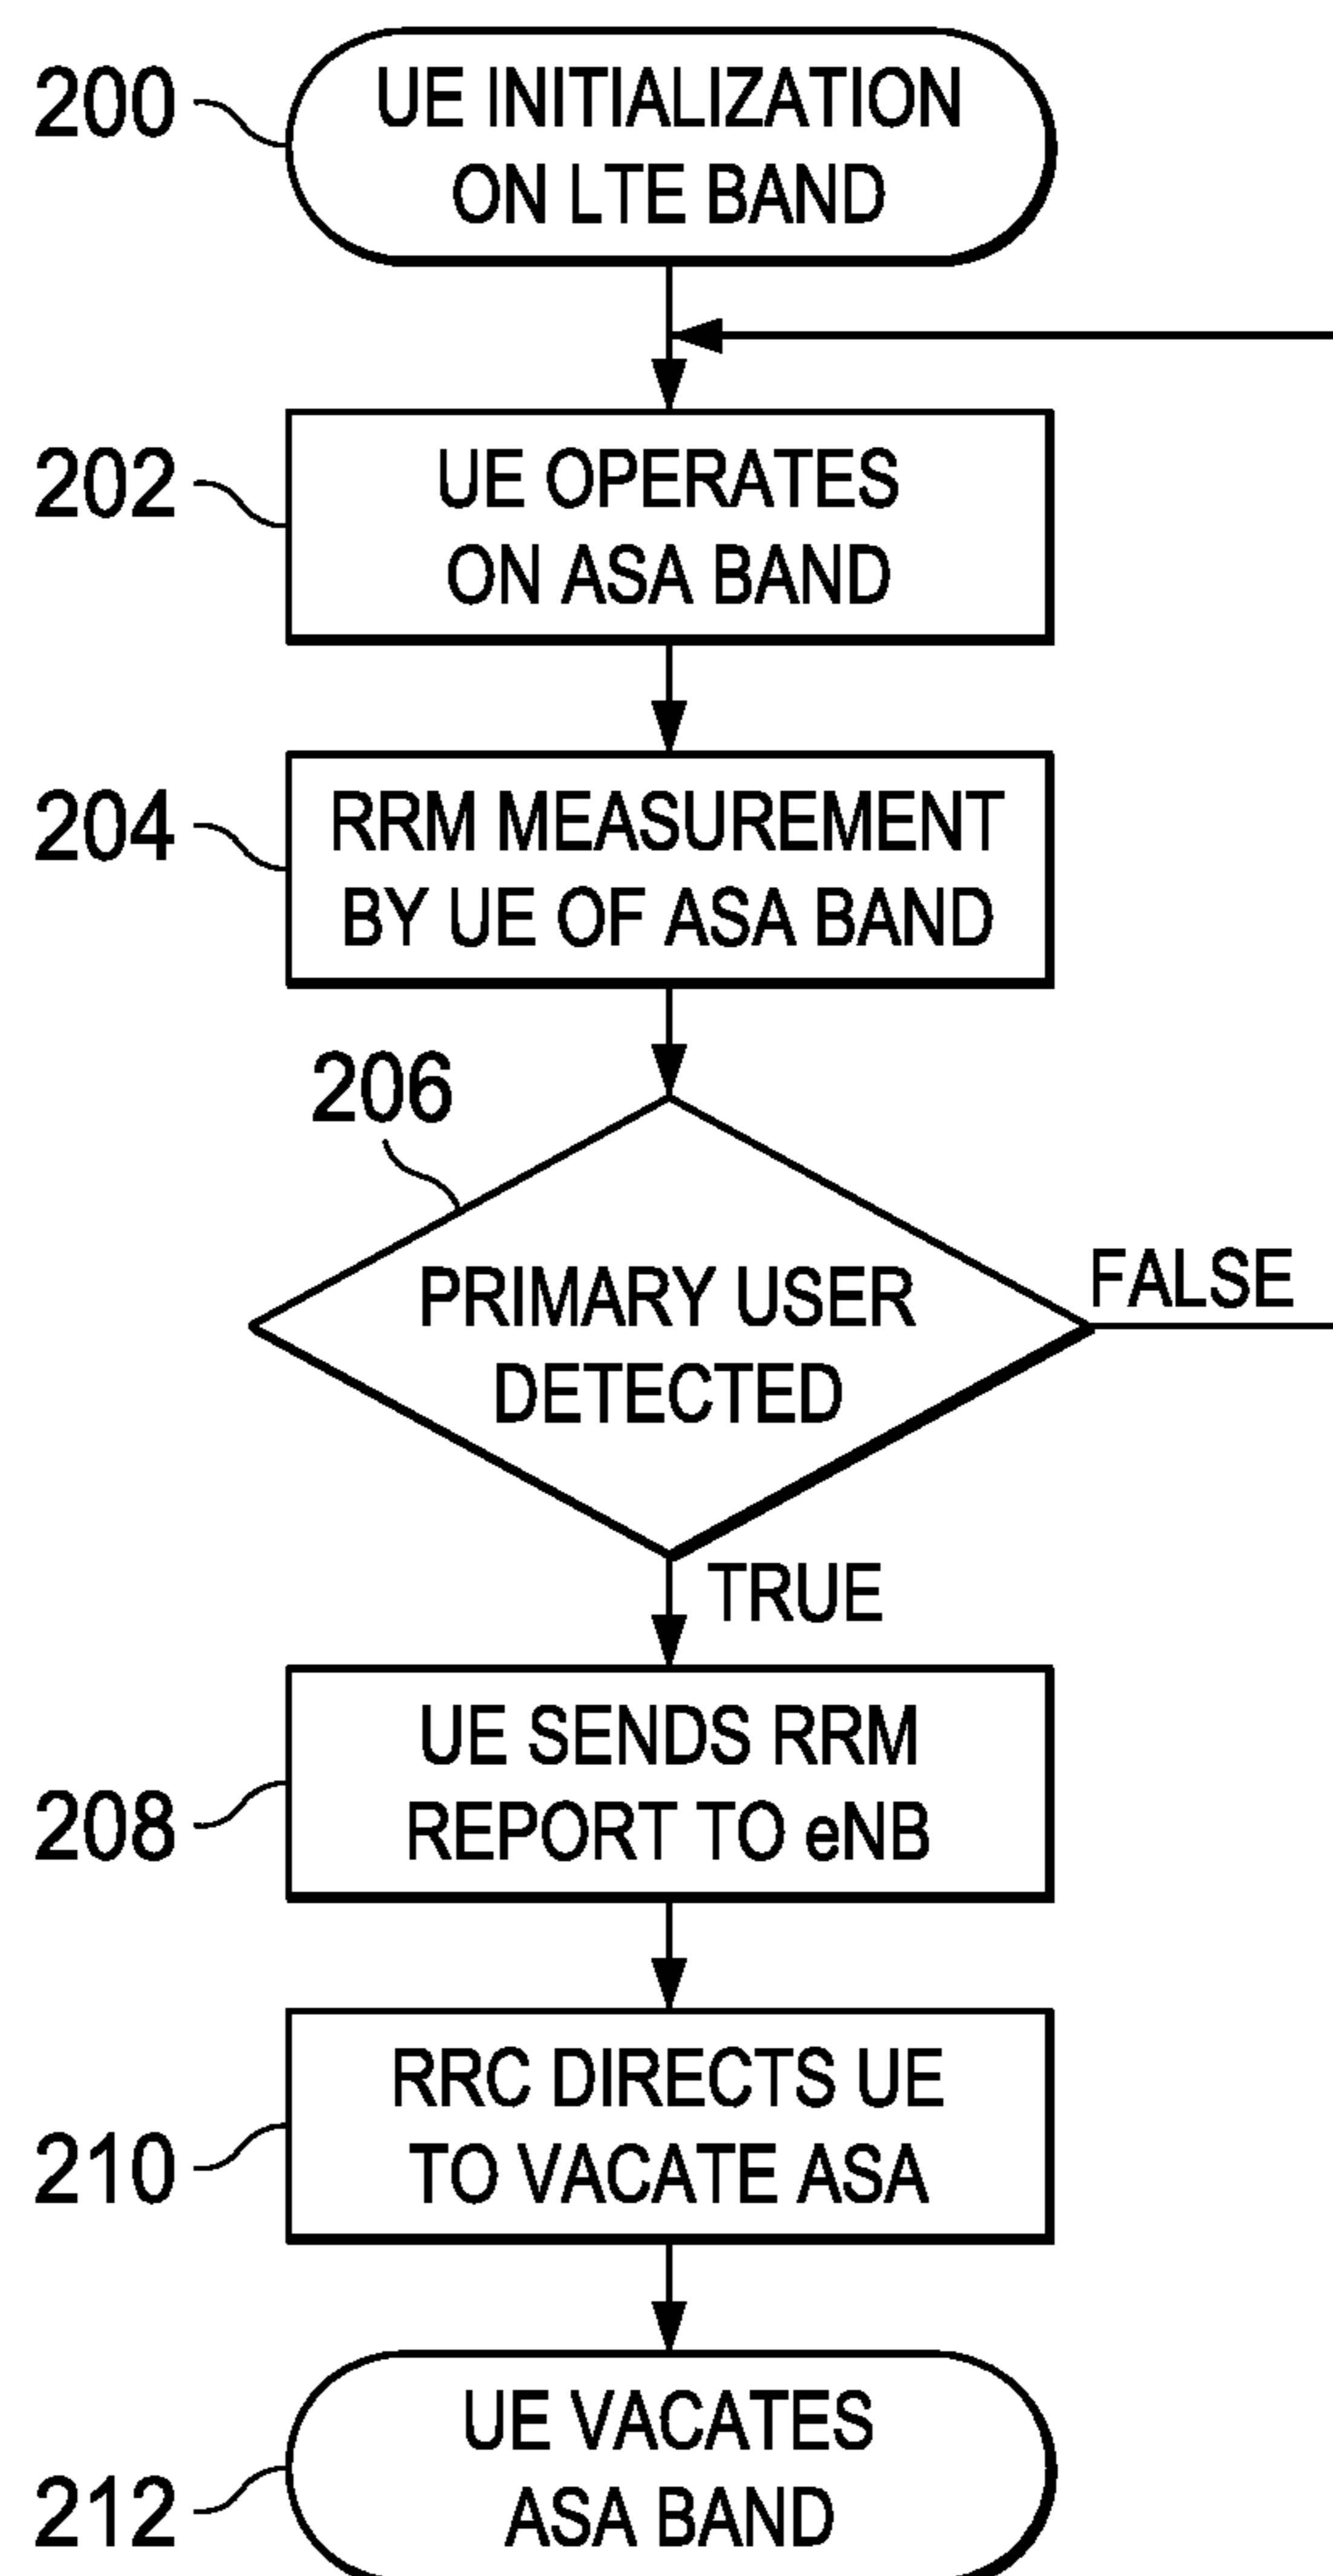 200
UE INITIALIZATION
ON LTE BAND
202
UE OPERATES
ON ASA BAND
204
RRM MEASUREMENT
BY UE OF ASA BAND
206
PRIMARY USER
DETECTED
FALSE
TRUE
208
UE SENDS RRM
REPORT TO eNB
210
RRC DIRECTS UE
TO VACATE ASA
212
UE VACATES
ASA BAND